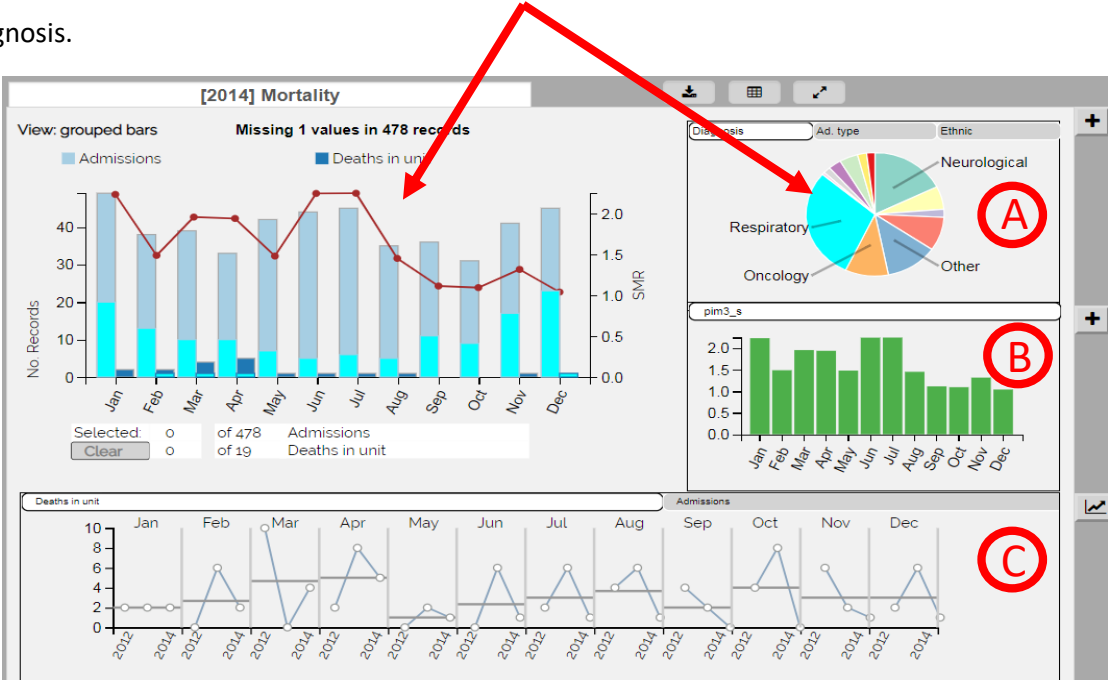 gnosis.
[2014] Mortality
View: grouped bars
Missing 1 values in 478 records
Admissions
Deaths in unit
40
30
20
10
0
No Records
2.0
1.5
1.0
0.5
0.0
SMR
Jan Feb Mar Apr May Jun Jul Aug Sep Oct Nov Dec
Selected: 0 of 478 Admissions
Clear 0 of 19 Deaths in unit
Diagnosis Ad. type Ethnic
Neurological
Respiratory
Oncology
Other
A
pim3_s
2.0
1.5
1.0
0.5
0.0
Jan Feb Mar Apr May Jun Jul Aug Sep Oct Nov Dec
B
Deaths in unit Admissions
Jan Feb Mar Apr May Jun Jul Aug Sep Oct Nov Dec
10
8
6
4
2
0
2012 2014 2012 2014 2012 2014 2012 2014 2012 2014 2012 2014 2012 2014 2012 2014 2012 2014 2012 2014 2012 2014 2012 2014
C